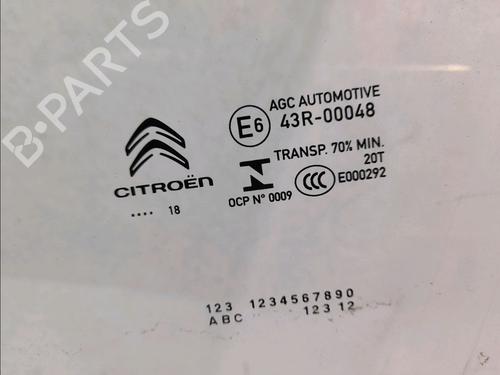 B-PARTS
AGC AUTOMOTIVE
E6 43R-00048
TRANSP. 70% MIN.
20T
CITROËN
OCP N° 0009
CCC E000292
.... 18
123 1234567890
ABC 123 12